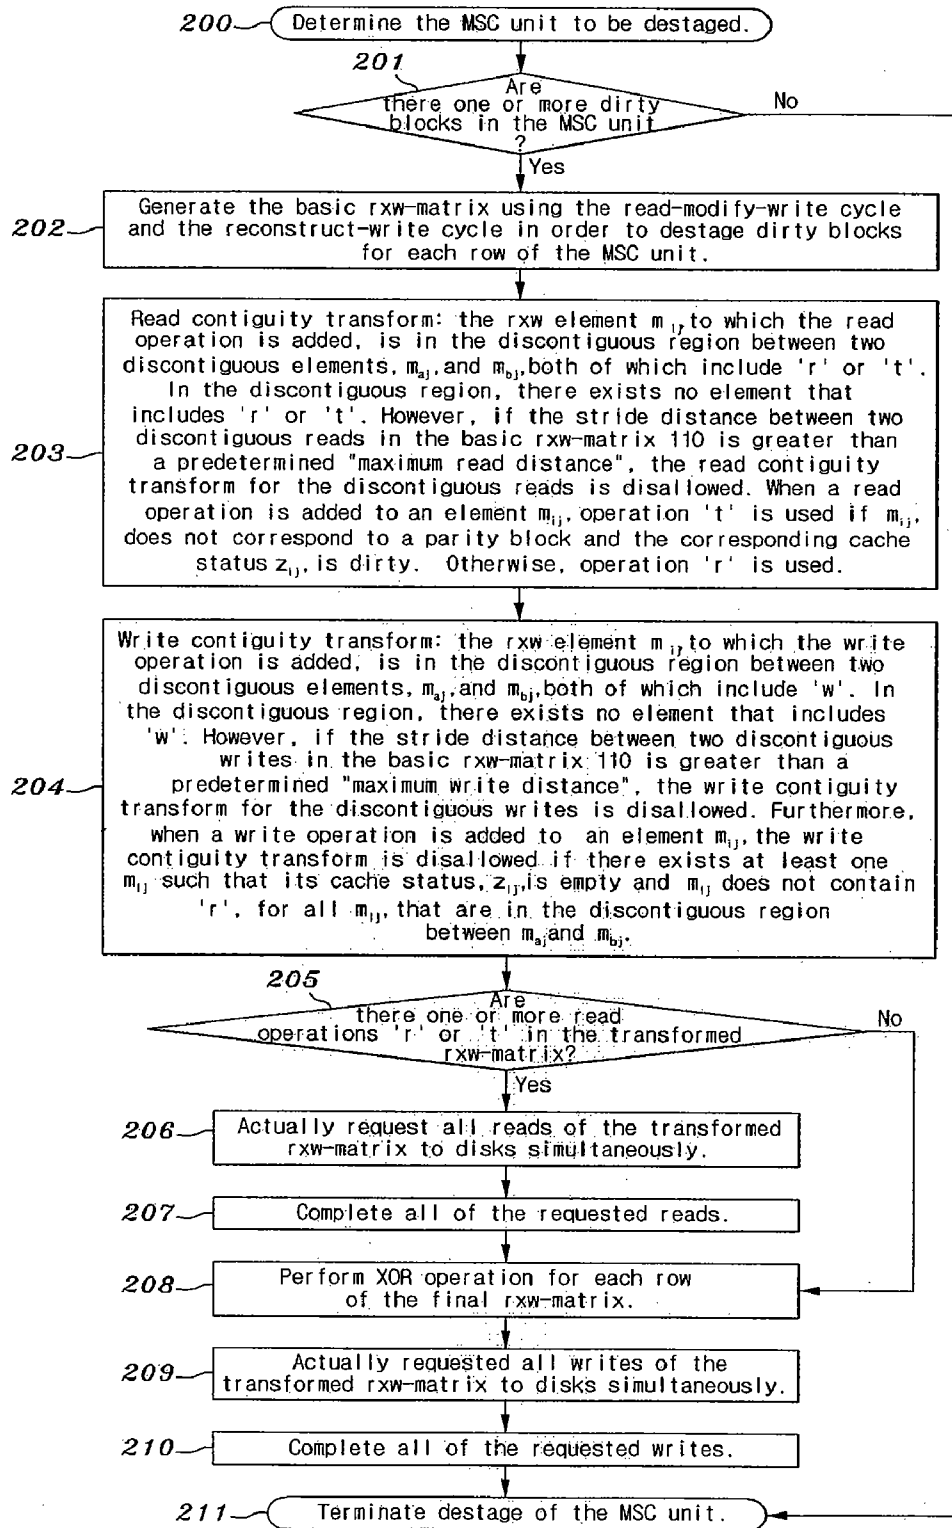 200 Determine the MSC unit to be destaged.
201
Are
there one or more dirty
blocks in the MSC unit
?
No
Yes
202
Generate the basic rxw-matrix using the read-modify-write cycle
and the reconstruct-write cycle in order to destage dirty blocks
for each row of the MSC unit.
203
Read contiguity transform: the rxw element m ij, to which the read
operation is added, is in the discontiguous region between two
discontiguous elements, maj, and mbj, both of which include 'r' or 't'.
In the discontiguous region, there exists no element that
includes 'r' or 't'. However, if the stride distance between two
discontiguous reads in the basic rxw-matrix 110 is greater than
a predetermined "maximum read distance", the read contiguity
transform for the discontiguous reads is disallowed. When a read
operation is added to an element mij, operation 't' is used if mij,
does not correspond to a parity block and the corresponding cache
status zij, is dirty. Otherwise, operation 'r' is used.
204
Write contiguity transform: the rxw element m ij, to which the write
operation is added, is in the discontiguous region between two
discontiguous elements, maj, and mbj, both of which include 'w'. In
the discontiguous region, there exists no element that includes
'w'. However, if the stride distance between two discontiguous
writes in the basic rxw-matrix 110 is greater than a
predetermined "maximum write distance", the write contiguity
transform for the discontiguous writes is disallowed. Furthermore,
when a write operation is added to an element mij, the write
contiguity transform is disallowed if there exists at least one
mij such that its cache status, zij, is empty and mij does not contain
'r', for all mij, that are in the discontiguous region
between maj and mbj.
205
Are
there one or more read
operations 'r' or 't' in the transformed
rxw-matrix?
No
Yes
206
Actually request all reads of the transformed
rxw-matrix to disks simultaneously.
207 Complete all of the requested reads.
208
Perform XOR operation for each row
of the final rxw-matrix.
209
Actually requested all writes of the
transformed rxw-matrix to disks simultaneously.
210 Complete all of the requested writes.
211 Terminate destage of the MSC unit.